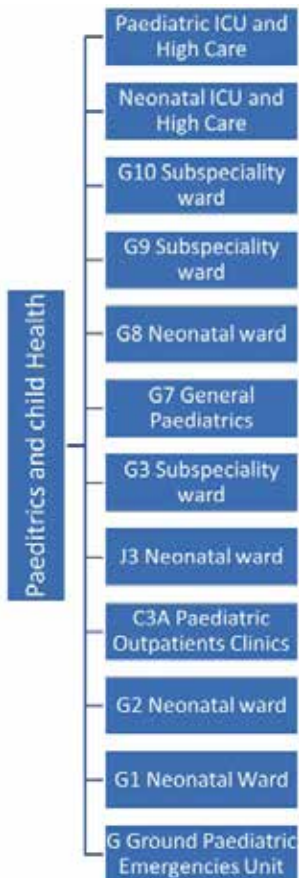 Paeditrics and child Health
Paediatric ICU and
High Care
Neonatal ICU and
High Care
G10 Subspeciality
ward
G9 Subspeciality
ward
G8 Neonatal ward
G7 General
Paediatrics
G3 Subspeciality
ward
J3 Neonatal ward
C3A Paediatric
Outpatients Clinics
G2 Neonatal ward
G1 Neonatal Ward
G Ground Paediatric
Emergencies Unit